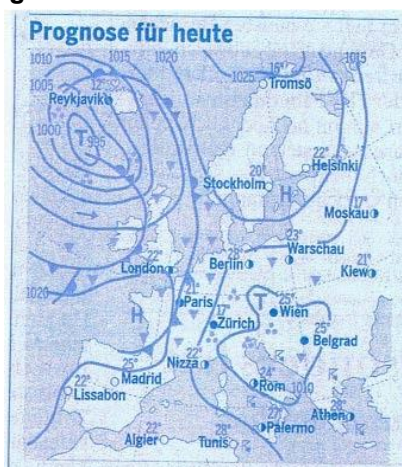 Prognose für heute
1010 1015 1020 1015
1005 12° 1025 15° Tromsö
Reykjavik
1000
T 995
22° Helsinki
20° Stockholm H
17° Moskau
23° Warschau
22° London Berlin 21° Kiew
1020
21° Paris T 25° Wien
H 17° Zürich
25° Belgrad
22° Nizza
25° Madrid 24° Rom 1010
22° Lissabon
27° Palermo 28° Athen
22° Algier 28° Tunis